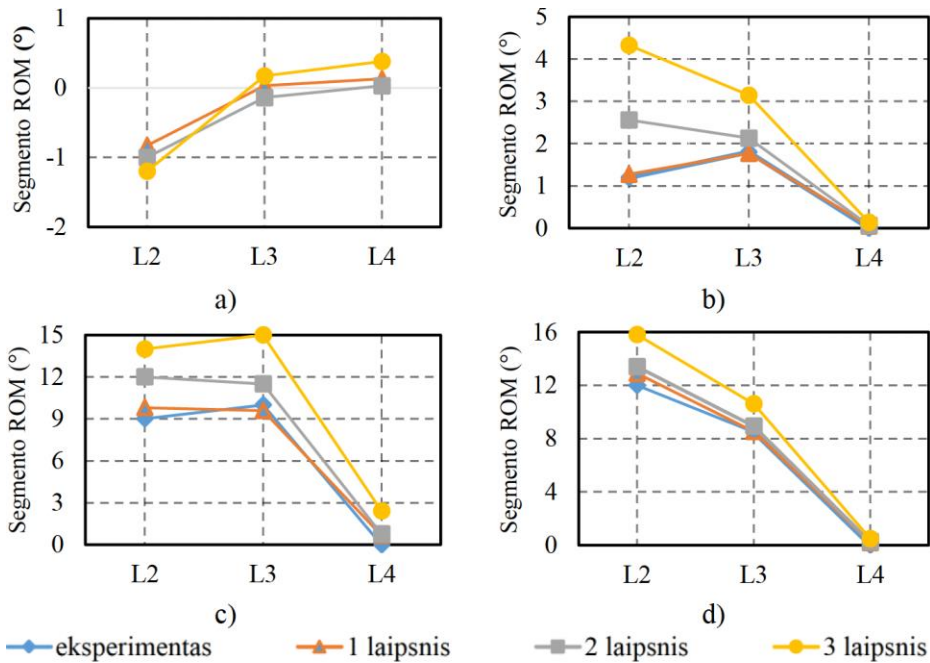 Segmento ROM (°)
1
0
-1
-2
L2 L3 L4
a)
Segmento ROM (°)
5
4
3
2
1
0
L2 L3 L4
b)
Segmento ROM (°)
15
12
9
6
3
0
L2 L3 L4
c)
Segmento ROM (°)
16
12
8
4
0
L2 L3 L4
d)
eksperimentas 1 laipsnis 2 laipsnis 3 laipsnis